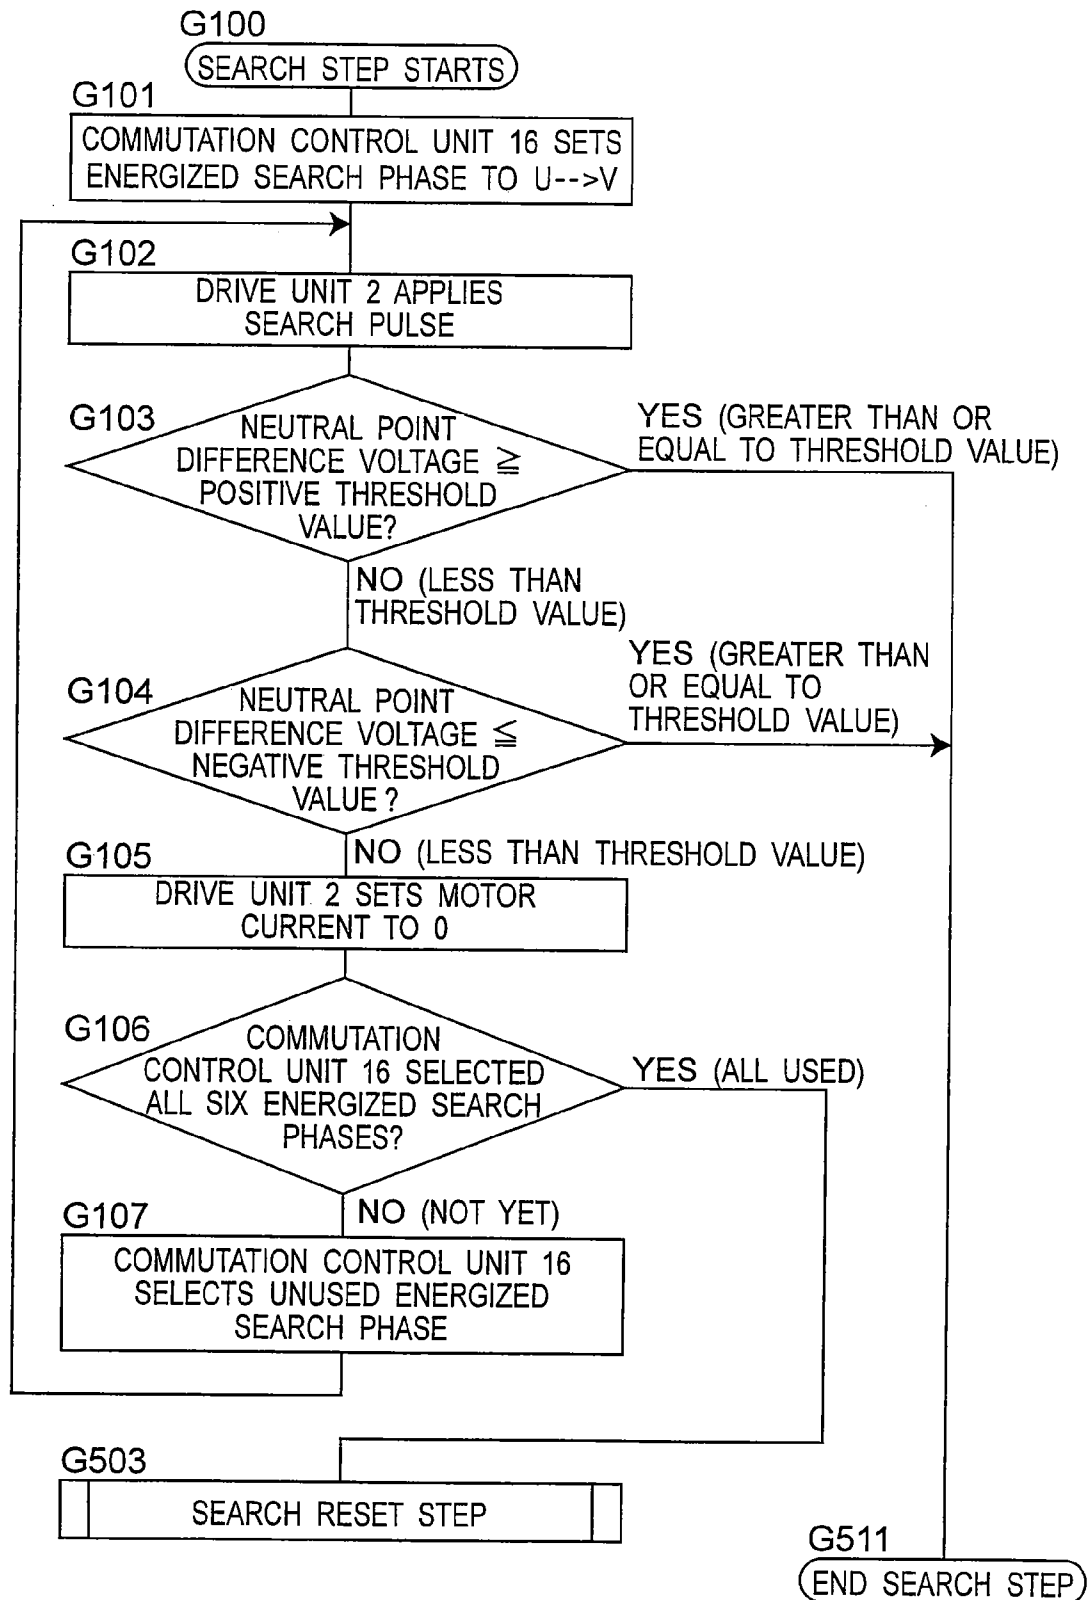 G100
SEARCH STEP STARTS
G101
COMMUTATION CONTROL UNIT 16 SETS
ENERGIZED SEARCH PHASE TO U-->V
G102
DRIVE UNIT 2 APPLIES
SEARCH PULSE
G103
NEUTRAL POINT
DIFFERENCE VOLTAGE ≧
POSITIVE THRESHOLD
VALUE?
YES (GREATER THAN OR
EQUAL TO THRESHOLD VALUE)
NO (LESS THAN
THRESHOLD VALUE)
G104
NEUTRAL POINT
DIFFERENCE VOLTAGE ≦
NEGATIVE THRESHOLD
VALUE?
YES (GREATER THAN
OR EQUAL TO
THRESHOLD VALUE)
NO (LESS THAN THRESHOLD VALUE)
G105
DRIVE UNIT 2 SETS MOTOR
CURRENT TO 0
G106
COMMUTATION
CONTROL UNIT 16 SELECTED
ALL SIX ENERGIZED SEARCH
PHASES?
YES (ALL USED)
NO (NOT YET)
G107
COMMUTATION CONTROL UNIT 16
SELECTS UNUSED ENERGIZED
SEARCH PHASE
G503
SEARCH RESET STEP
G511
END SEARCH STEP